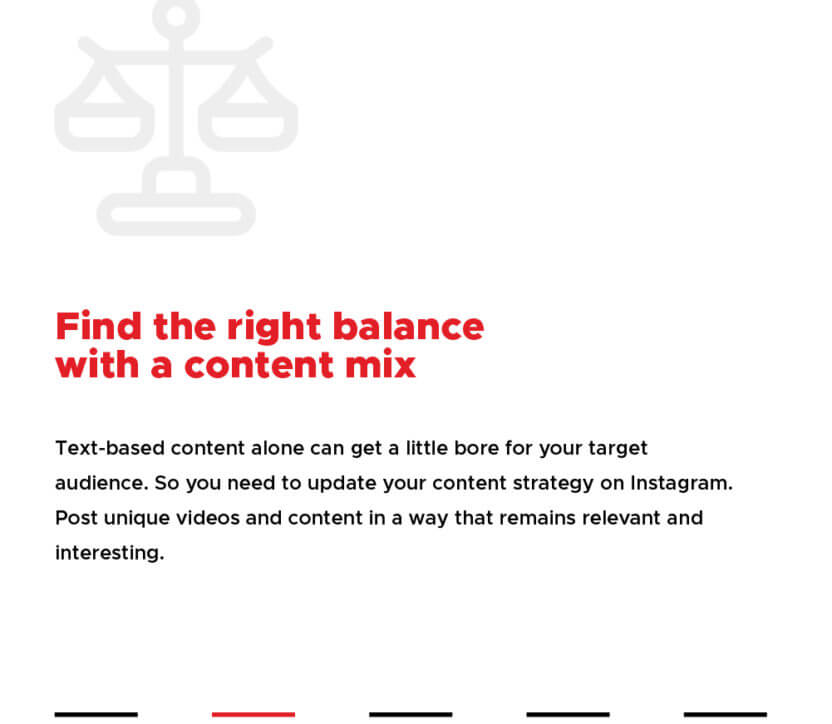 Find the right balance
with a content mix
Text-based content alone can get a little bore for your target
audience. So you need to update your content strategy on Instagram.
Post unique videos and content in a way that remains relevant and
interesting.